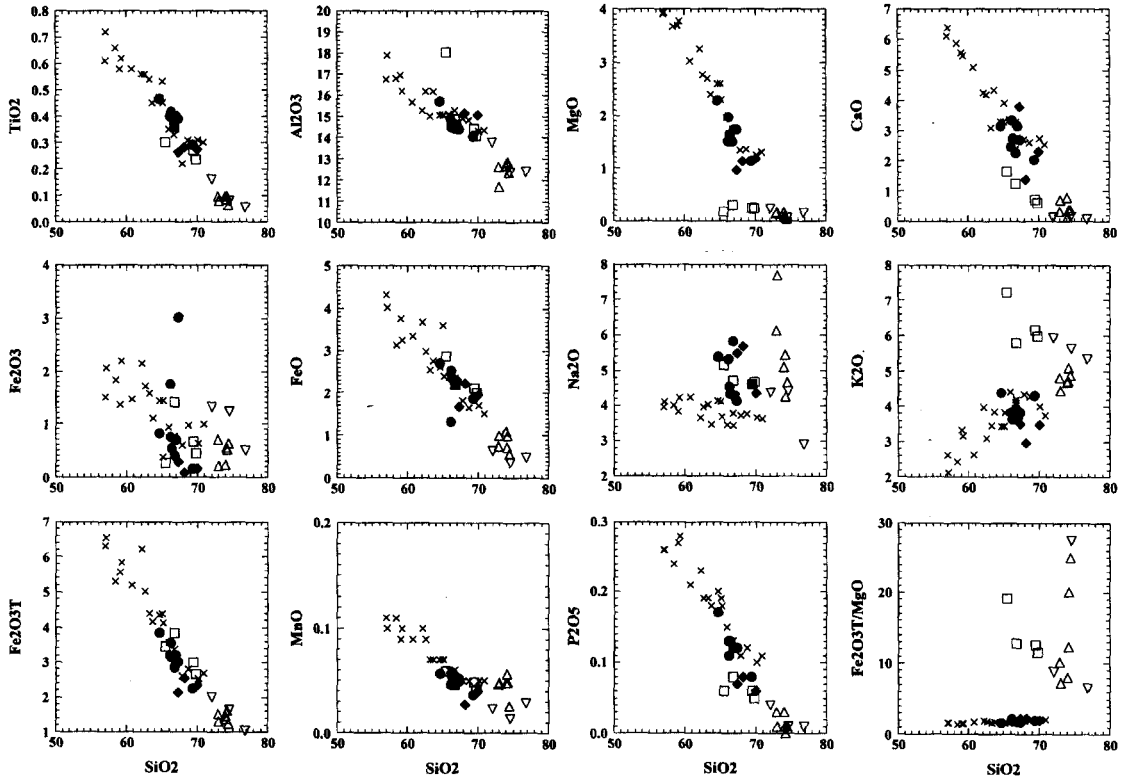 TiO2
0.8
0.7
0.6
0.5
0.4
0.3
0.2
0.1
0.0
50 60 70 80
Al2O3
20
19
18
17
16
15
14
13
12
11
10
50 60 70 80
MgO
4
3
2
1
0
50 60 70 80
CaO
7
6
5
4
3
2
1
0
50 60 70 80
Fe2O3
4
3
2
1
0
50 60 70 80
FeO
5
4
3
2
1
0
50 60 70 80
Na2O
8
7
6
5
4
3
2
50 60 70 80
K2O
8
7
6
5
4
3
2
50 60 70 80
Fe2O3T
7
6
5
4
3
2
1
50 60 70 80
SiO2
MnO
0.2
0.1
0.0
50 60 70 80
SiO2
P2O5
0.3
0.2
0.1
0.0
50 60 70 80
SiO2
Fe2O3T/MgO
30
20
10
0
50 60 70 80
SiO2